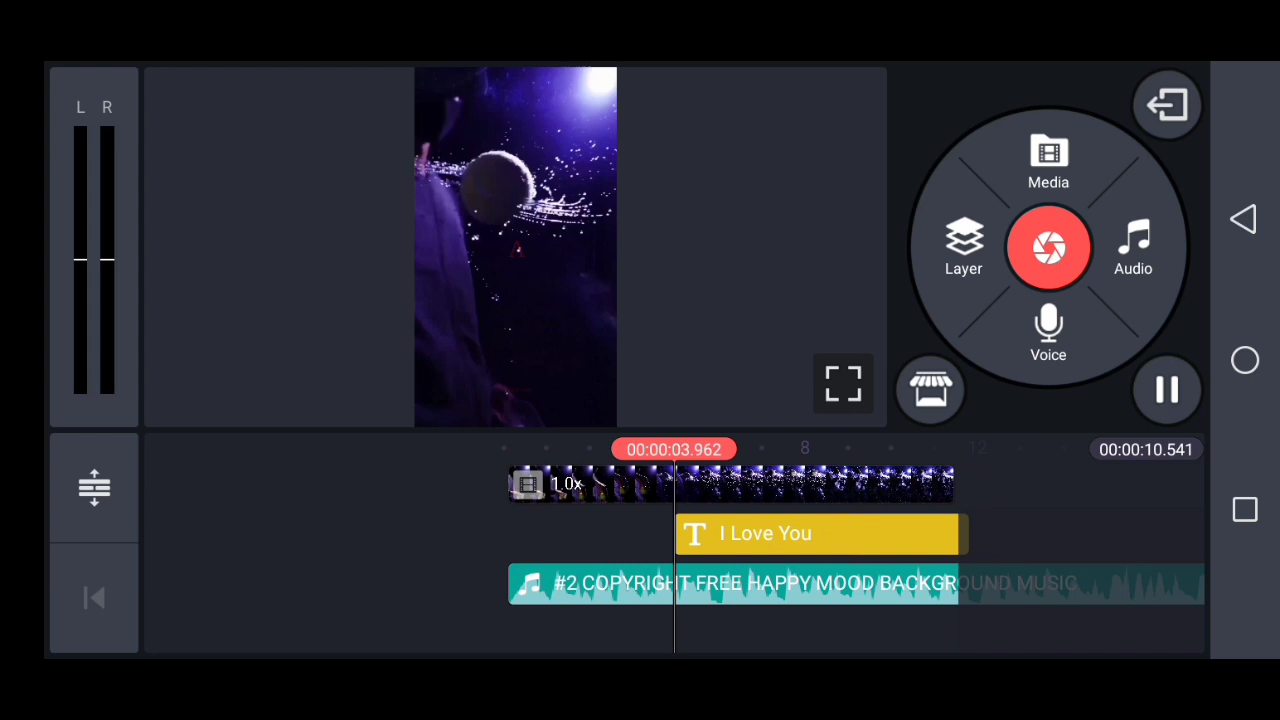 L R
Media
Layer
Audio
Voice
00:00:03.962
8
12
00:00:10.541
1.0x
T I Love You
#2 COPYRIGHT FREE HAPPY MOOD BACKGROUND MUSIC
A